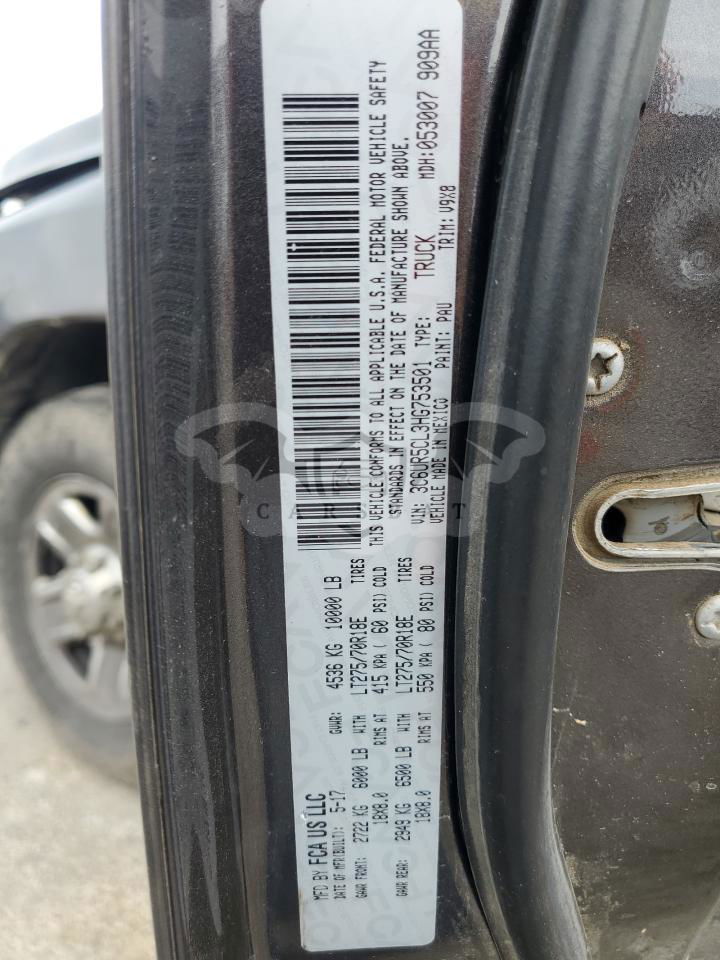 MFD BY FCA US LLC
DATE OF MFR(BUILT): 5-17 GVWR: 4536 KG 10000 LB
GAWR FRONT: 2722 KG 6000 LB WITH LT275/70R18E TIRES
18X8.0 RIMS AT 415 KPA ( 60 PSI) COLD
GAWR REAR: 2949 KG 6500 LB WITH LT275/70R18E TIRES
18X8.0 RIMS AT 550 KPA ( 80 PSI) COLD
THIS VEHICLE CONFORMS TO ALL APPLICABLE U.S.A. FEDERAL MOTOR VEHICLE SAFETY
STANDARDS IN EFFECT ON THE DATE OF MANUFACTURE SHOWN ABOVE.
VIN: 3C6UR5CL3HG753501 TYPE: TRUCK MDH: 053007 909AA
VEHICLE MADE IN MEXICO PAINT: PAU TRIM: V9X8